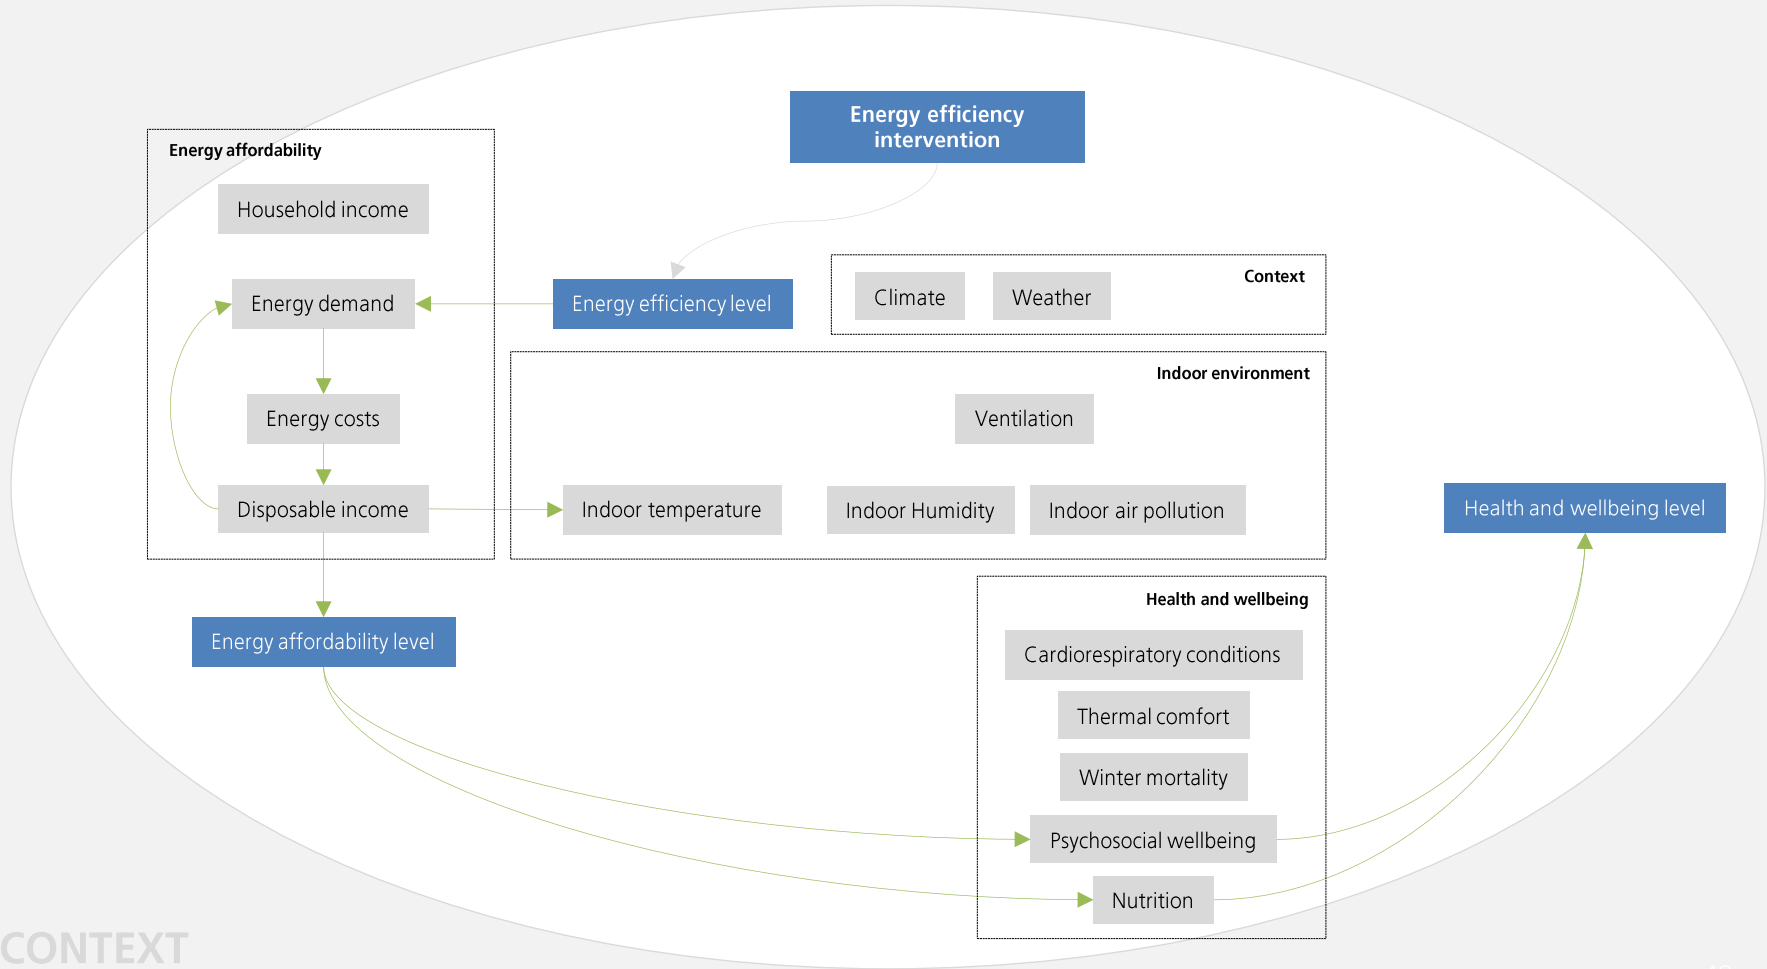 Energy efficiency
intervention
Energy affordability
Household income
Energy demand
Energy efficiency level
Context
Climate
Weather
Indoor environment
Energy costs
Ventilation
Disposable income
Indoor temperature
Indoor Humidity
Indoor air pollution
Health and wellbeing level
Energy affordability level
Health and wellbeing
Cardiorespiratory conditions
Thermal comfort
Winter mortality
Psychosocial wellbeing
Nutrition
CONTEXT